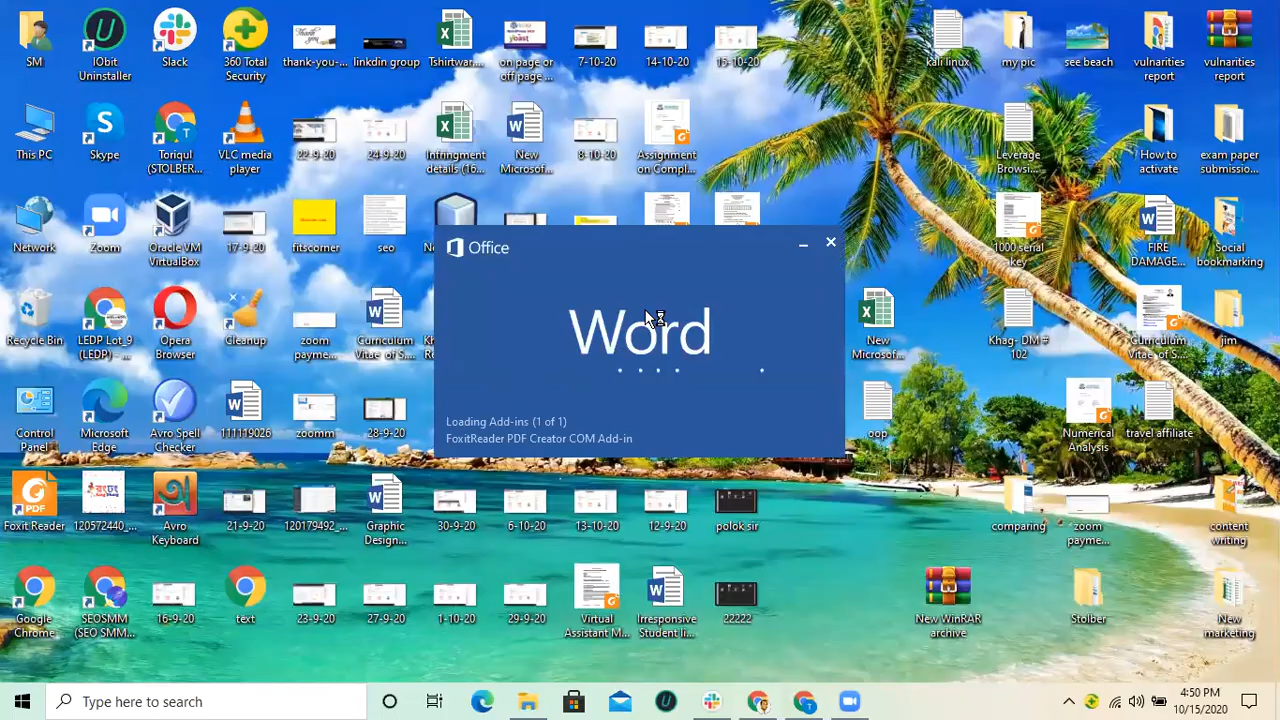 SM
IObit
Uninstaller
Slack
360 Total
Security
thank-you-...
linkdin group
Tshirtwar....
on page or
off page ...
7-10-20
14-10-20
15-10-20
kali linux
my pic
see beach
vulnarities
report
vulnarities
report
This PC
Skype
Toriqul
(STOLBER...
VLC media
player
22-9-20
24-9-20
Infringment
details (16...
New
Microsof...
8-10-20
Assignment
on Compl...
Leverage
Browsi...
How to
activate
exam paper
submissio...
Network
Zoom
Oracle VM
VirtualBox
17-9-20
fitscorner
seo
1000 serial
key
FIRE
DAMAGE...
Social
bookmarking
Office
Word
Loading Add-ins (1 of 1)
FoxitReader PDF Creator COM Add-in
Recycle Bin
LEDP Lot_9
(LEDP) - ...
Opera
Browser
Cleanup
zoom
payme...
Curriculum
Vitae of S....
New
Microsof...
Khag- DM #
102
Curriculum
Vitae of S....
jim
Control
Panel
Microsoft
Edge
Avro Spell
Checker
111119026
zoomm
28-9-20
oop
Numerical
Analysis
travel affiliate
Foxit Reader
120572440_...
Avro
Keyboard
21-9-20
120179492_...
Graphic
Design...
30-9-20
6-10-20
13-10-20
12-9-20
polok sir
comparing
zoom
payme...
content
writing
Google
Chrome
SEOSMM
(SEO SMM...
16-9-20
text
23-9-20
27-9-20
1-10-20
29-9-20
Virtual
Assistant M...
Irresponsive
Student li...
22222
New WinRAR
archive
Stolber
New
marketing
Type here to search
4:50 PM
10/15/2020